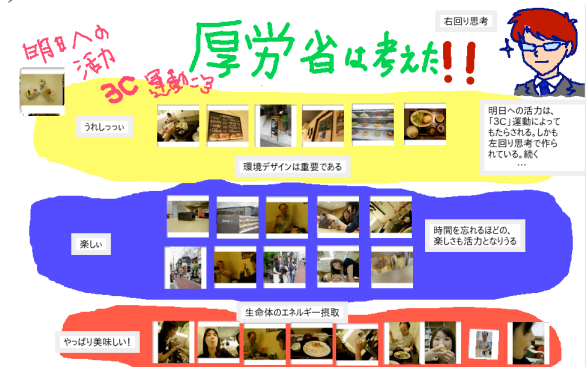 明日への
活力
3C 運動こそ
厚労省は考えた!!
右回り思考
うれしっっぃ
明日への活力は、
「3C」運動によって
もたらされる。しかも
左回り思考で作ら
れている。続く
…
環境デザインは重要である
楽しぃ
時間を忘れるほどの、
楽しさも活力となりうる
生命体のエネルギー摂取
やっぱり美味しい!